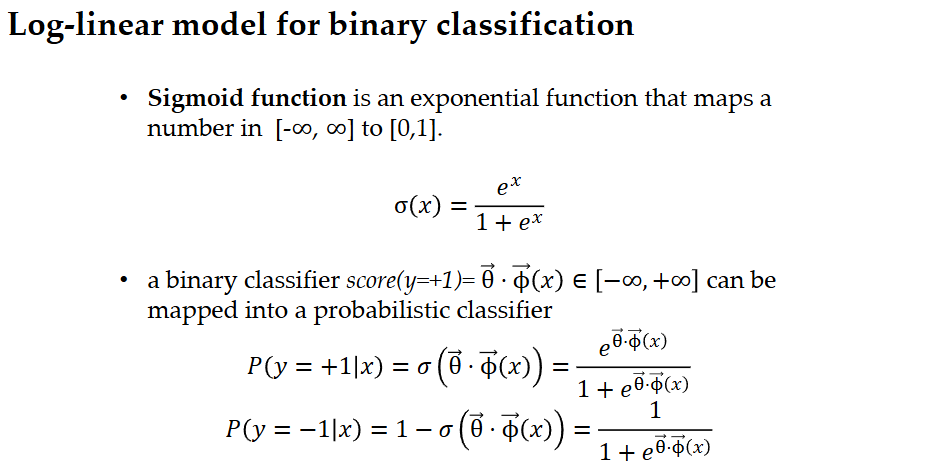 Log-linear model for binary classification
• Sigmoid function is an exponential function that maps a
number in [-∞, ∞] to [0,1].
σ(x) = e^x / (1 + e^x)
• a binary classifier score(y=+1)= θ⃗ · ϕ⃗(x) ∈ [−∞, +∞] can be
mapped into a probabilistic classifier
P(y = +1|x) = σ(θ⃗ · ϕ⃗(x)) = e^(θ⃗·ϕ⃗(x)) / (1 + e^(θ⃗·ϕ⃗(x)))
P(y = −1|x) = 1 − σ(θ⃗ · ϕ⃗(x)) = 1 / (1 + e^(θ⃗·ϕ⃗(x)))